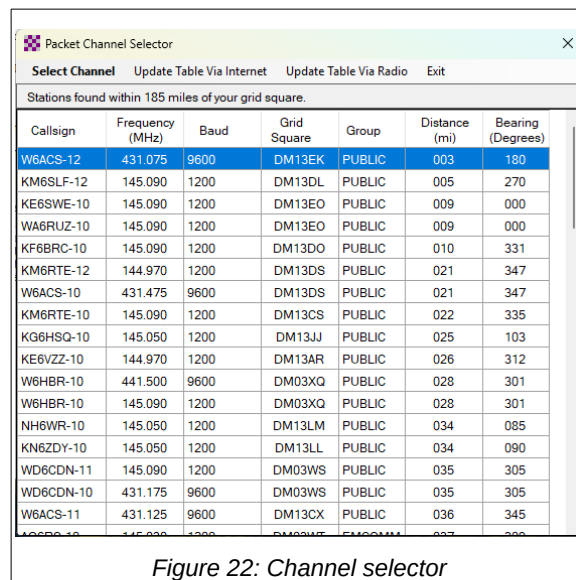 Packet Channel Selector
Select Channel Update Table Via Internet Update Table Via Radio Exit
Stations found within 185 miles of your grid square.
Callsign Frequency (MHz) Baud Grid Square Group Distance (mi) Bearing (Degrees)
W6ACS-12 431.075 9600 DM13EK PUBLIC 003 180
KM6SLF-12 145.090 1200 DM13DL PUBLIC 005 270
KE6SWE-10 145.090 1200 DM13EO PUBLIC 009 000
WA6RUZ-10 145.090 1200 DM13EO PUBLIC 009 000
KF6BRC-10 145.090 1200 DM13DO PUBLIC 010 331
KM6RTE-12 144.970 1200 DM13DS PUBLIC 021 347
W6ACS-10 431.475 9600 DM13DS PUBLIC 021 347
KM6RTE-10 145.090 1200 DM13CS PUBLIC 022 335
KG6HSQ-10 145.050 1200 DM13JJ PUBLIC 025 103
KE6VZZ-10 144.970 1200 DM13AR PUBLIC 026 312
W6HBR-10 441.500 9600 DM03XQ PUBLIC 028 301
W6HBR-10 145.090 1200 DM03XQ PUBLIC 028 301
NH6WR-10 145.050 1200 DM13LM PUBLIC 034 085
KN6ZDY-10 145.050 1200 DM13LL PUBLIC 034 090
WD6CDN-11 145.090 1200 DM03WS PUBLIC 035 305
WD6CDN-10 431.175 9600 DM03WS PUBLIC 035 305
W6ACS-11 431.125 9600 DM13CX PUBLIC 036 345
Figure 22: Channel selector